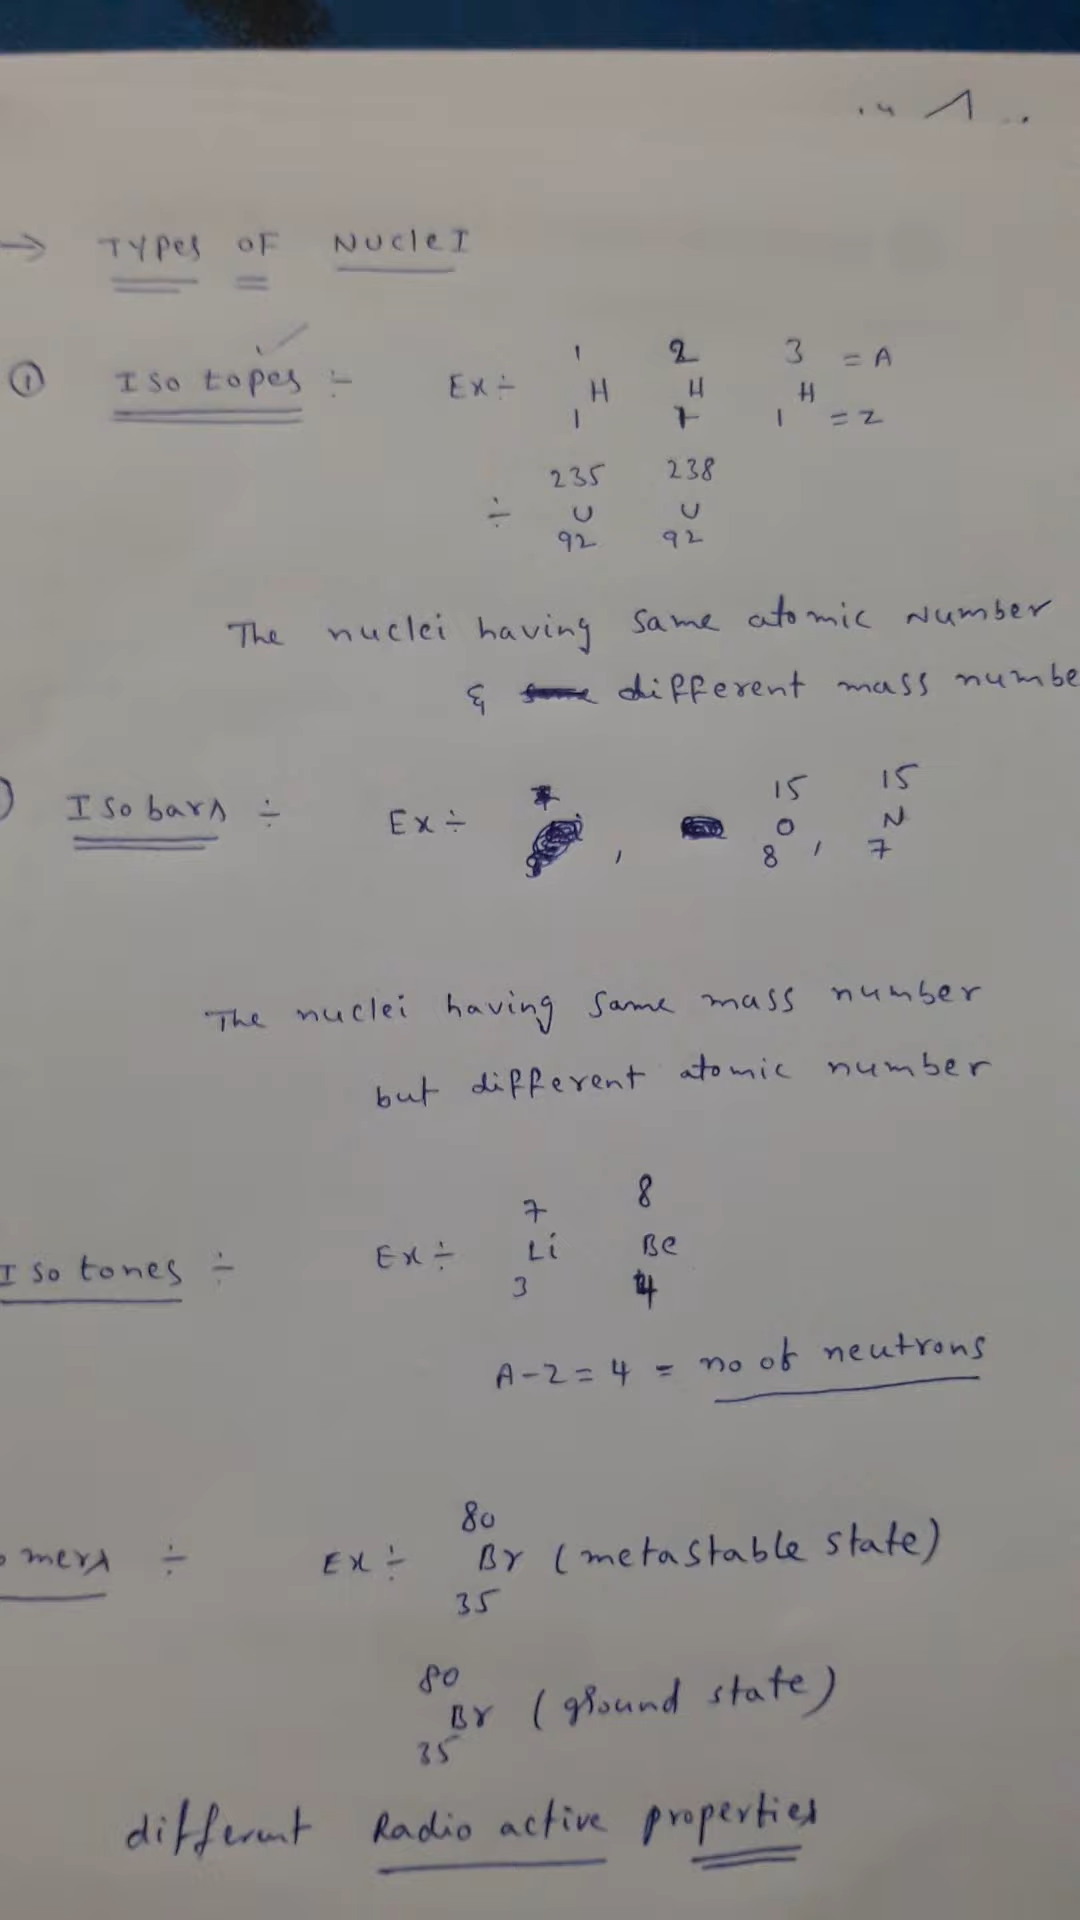 → Types of Nuclei
① Isotopes :- Ex÷ 1 H 1 2 H 1 3 H 1 = A = Z
÷ 235 U 92 238 U 92
The nuclei having same atomic Number
& different mass numbe
Isobars ÷ Ex÷ , 15 O 8 , 15 N 7
The nuclei having same mass number
but different atomic number
Isotones ÷ Ex÷ 7 Li 3 8 Be 4
A-Z = 4 = no of neutrons
omers ÷ Ex÷ 80 Br 35 (metastable state)
80 Br 35 (ground state)
different Radio active properties